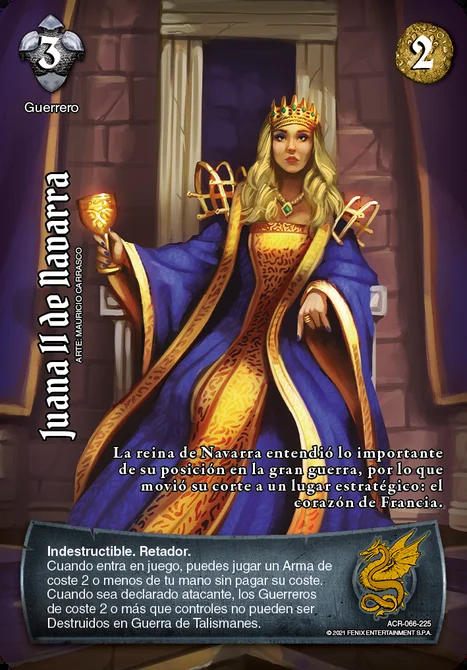 3
2
Guerrero
Juana II de Navarra
ARTE: MAURICIO CARRASCO
La reina de Navarra entendió lo importante
de su posición en la gran guerra, por lo que
movió su corte a un lugar estratégico: el
corazón de Francia.
Indestructible. Retador.
Cuando entra en juego, puedes jugar un Arma de
coste 2 o menos de tu mano sin pagar su coste.
Cuando sea declarado atacante, los Guerreros
de coste 2 o más que controles no pueden ser
Destruidos en Guerra de Talismanes.
ACR-066-225
© 2021 FENIX ENTERTAINMENT S.P.A.